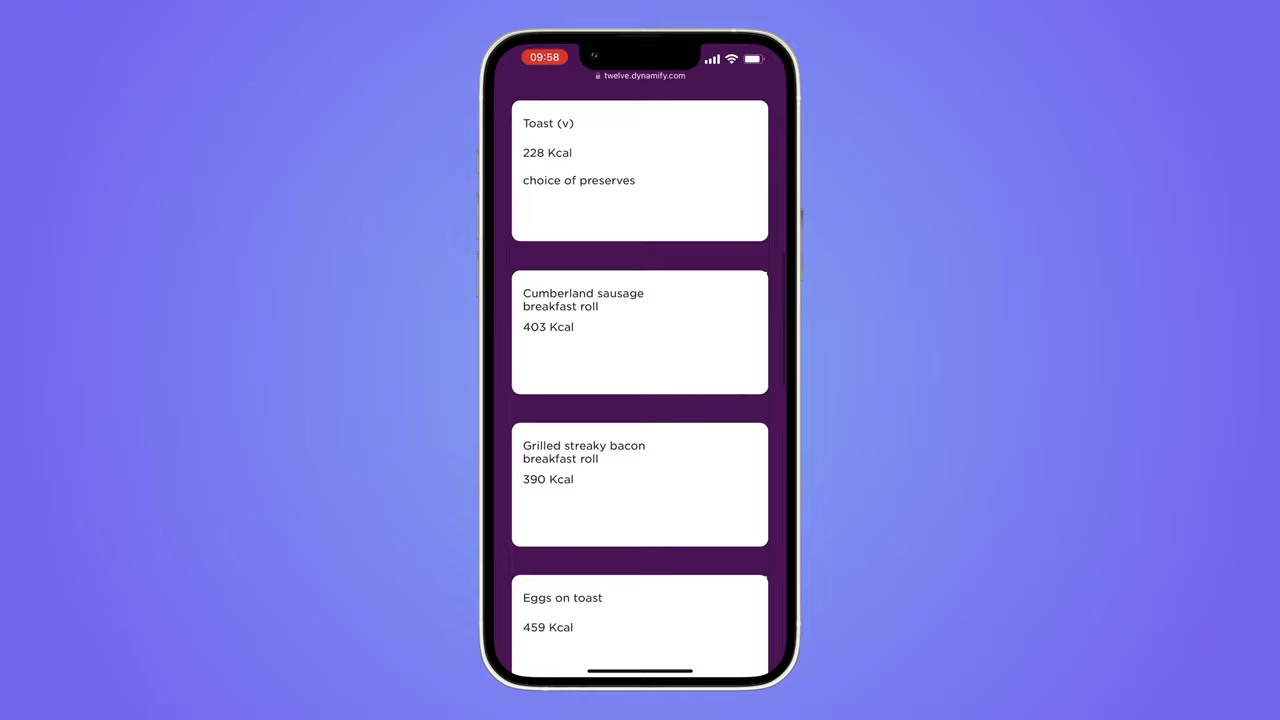 09:58
twelve.dynamify.com
Toast (v)
228 Kcal
choice of preserves
Cumberland sausage
breakfast roll
403 Kcal
Grilled streaky bacon
breakfast roll
390 Kcal
Eggs on toast
459 Kcal